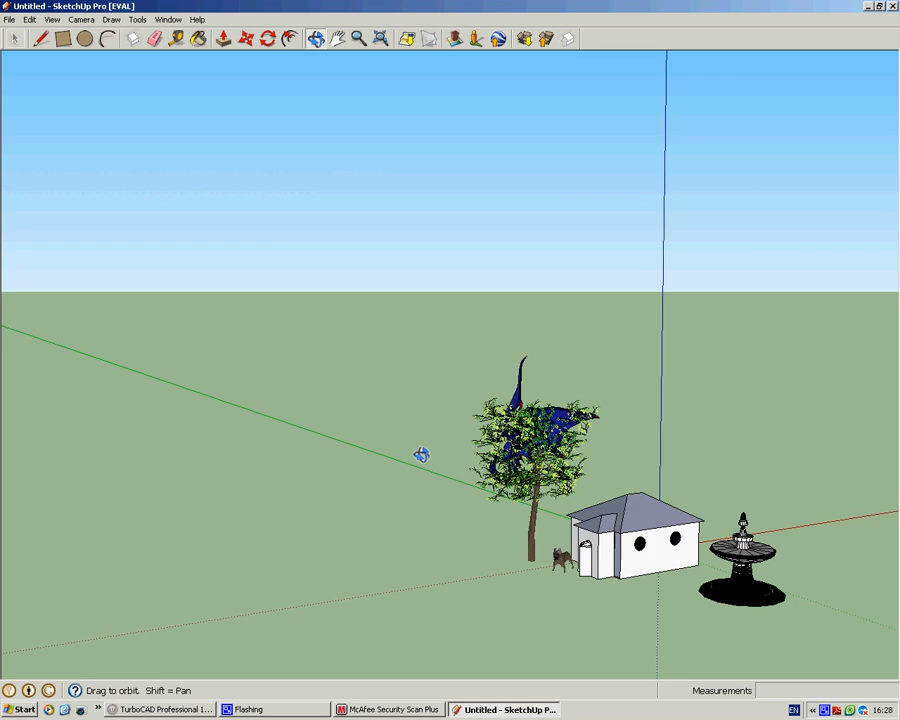 Untitled - SketchUp Pro [EVAL]
File Edit View Camera Draw Tools Window Help
Drag to orbit. Shift = Pan
Measurements
Start » TurboCAD Professional 1... Flashing McAfee Security Scan Plus Untitled - SketchUp P... EN « 16:28